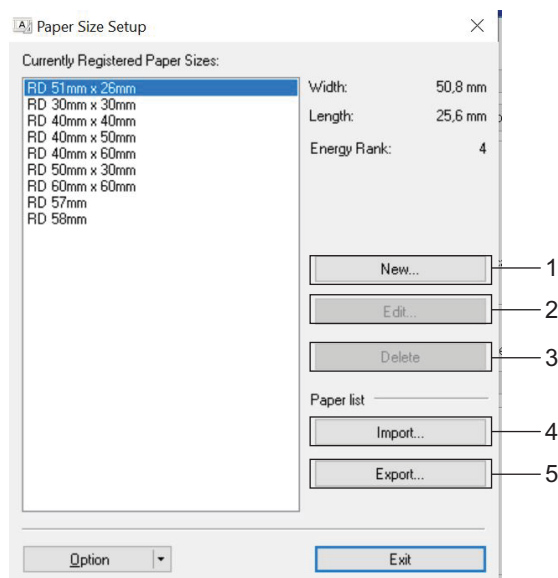 Paper Size Setup
Currently Registered Paper Sizes:
RD 51mm x 26mm
RD 30mm x 30mm
RD 40mm x 40mm
RD 40mm x 50mm
RD 40mm x 60mm
RD 50mm x 30mm
RD 60mm x 60mm
RD 57mm
RD 58mm
Width: 50,8 mm
Length: 25,6 mm
Energy Rank: 4
New... 1
Edit... 2
Delete 3
Paper list
Import... 4
Export... 5
Option
Exit